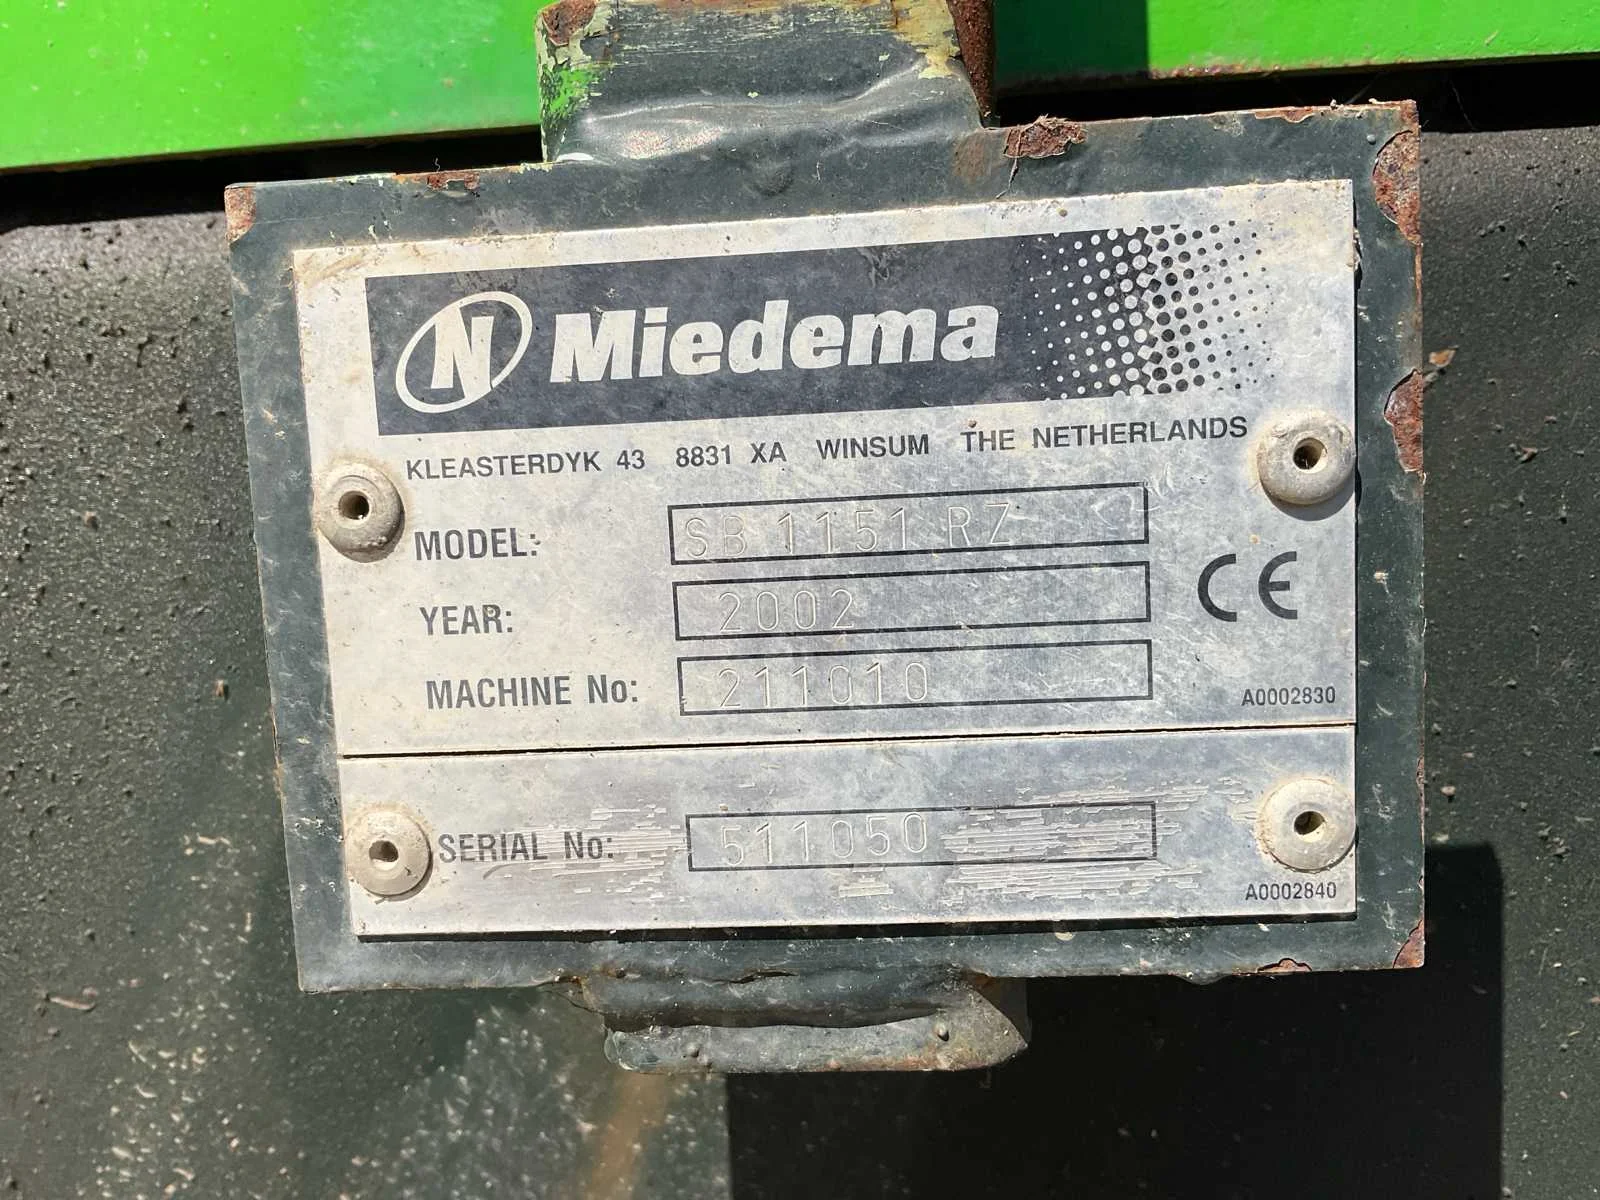 N Miedema
KLEASTERDYK 43 8831 XA WINSUM THE NETHERLANDS
MODEL: SB 1151 RZ
YEAR: 2002
MACHINE No: 211010
CE
A0002830
SERIAL No: 511050
A0002840